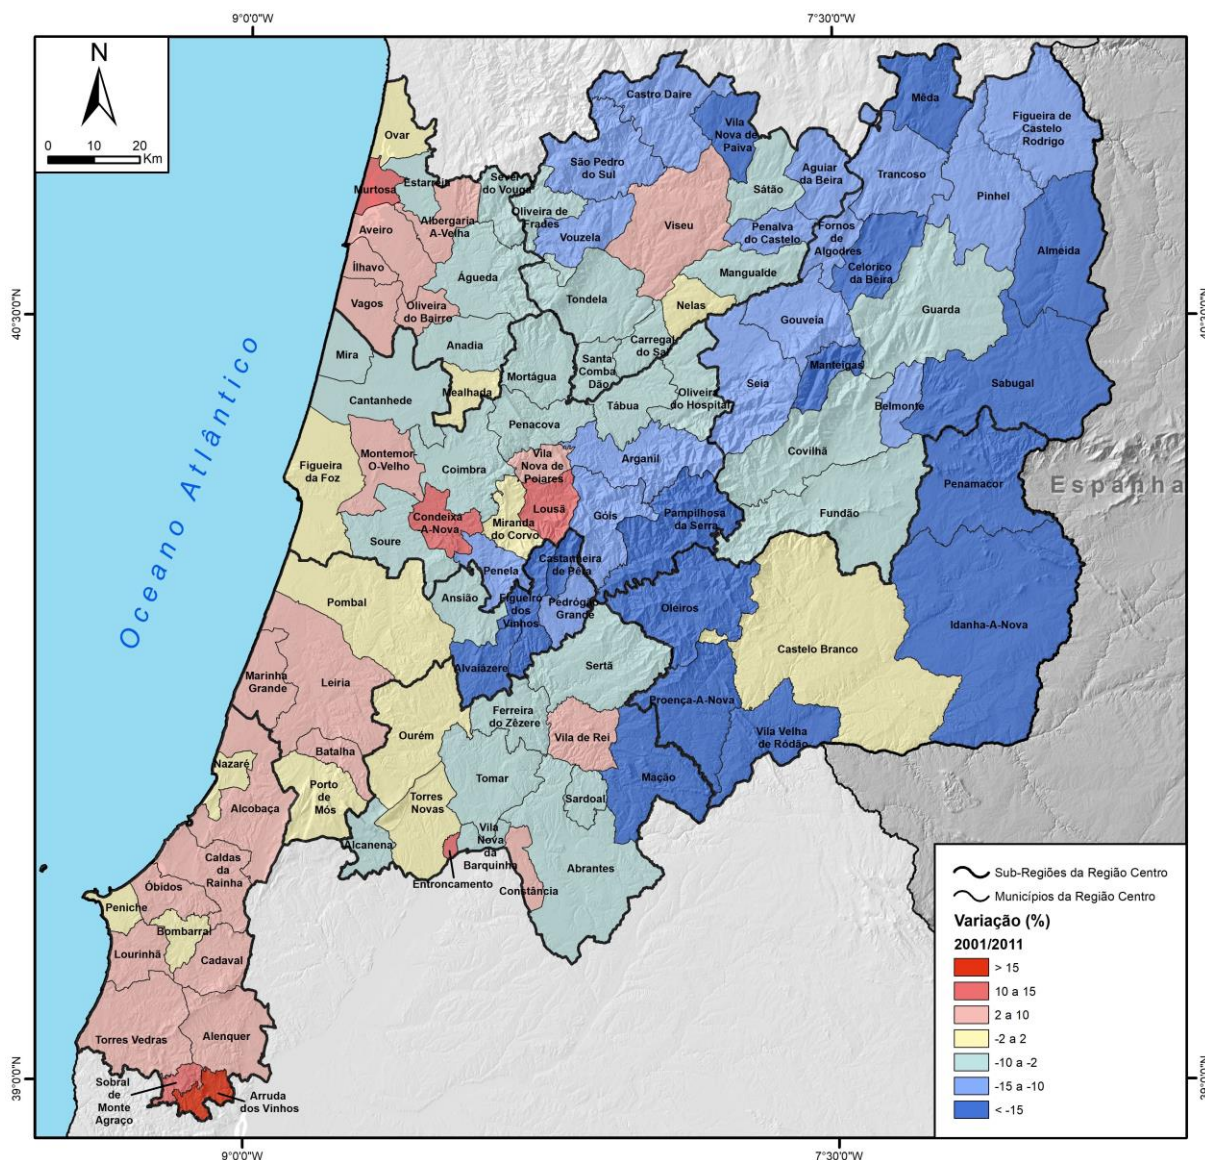 9°0'0"W
7°30'0"W
N
0 10 20
Km
Ovar
Murtosa
Estarreja
Sever
do Vouga
Albergaria
A-Velha
Aveiro
Ílhavo
Vagos
Oliveira
do Bairro
Águeda
Anadia
Mealhada
Oliveira de
Frades
Vouzela
São Pedro
do Sul
Castro Daire
Vila
Nova de
Paiva
Viseu
Sátão
Aguiar
da Beira
Penalva
do Castelo
Mangualde
Nelas
Tondela
Carregal
do Sal
Santa
Comba
Dão
Mortágua
Mêda
Figueira de
Castelo
Rodrigo
Trancoso
Pinhel
Fornos
de
Algodres
Celorico
da Beira
Almeida
Guarda
Gouveia
Manteigas
Seia
Sabugal
Belmonte
Covilhã
Fundão
40°30'0"N
40°30'0"N
Oceano Atlântico
Mira
Cantanhede
Penacova
Tábua
Oliveira
do Hospital
Figueira
da Foz
Montemor-
O-Velho
Coimbra
Vila
Nova de
Poiares
Arganil
Condeixa
A-Nova
Lousã
Miranda
do Corvo
Góis
Pampilhosa
da Serra
Soure
Penela
Castanheira
de Pêra
Penamacor
Espanha
Pombal
Ansião
Figueiró
dos
Vinhos
Pedrógão
Grande
Alvaiázere
Oleiros
Castelo Branco
Idanha-A-Nova
Sertã
Proença-A-Nova
Vila Velha
de Ródão
Marinha
Grande
Leiria
Batalha
Porto
de
Mós
Ourém
Ferreira
do Zêzere
Vila de Rei
Mação
Tomar
Sardoal
Torres
Novas
Alcanena
Vila
Nova
da
Barquinha
Entroncamento
Constância
Abrantes
Nazaré
Alcobaça
Caldas
da
Rainha
Óbidos
Peniche
Bombarral
Lourinhã
Cadaval
Torres Vedras
Alenquer
Sobral
de
Monte
Agraço
Arruda
dos Vinhos
Sub-Regiões da Região Centro
Municípios da Região Centro
Variação (%)
2001/2011
> 15
10 a 15
2 a 10
-2 a 2
-10 a -2
-15 a -10
< -15
39°0'0"N
39°0'0"N
9°0'0"W
7°30'0"W